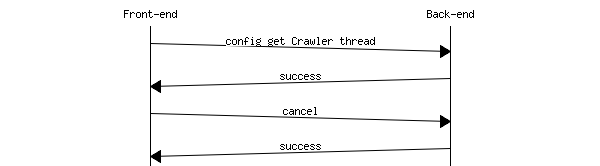 Front-end Back-end
config get Crawler thread
success
cancel
success